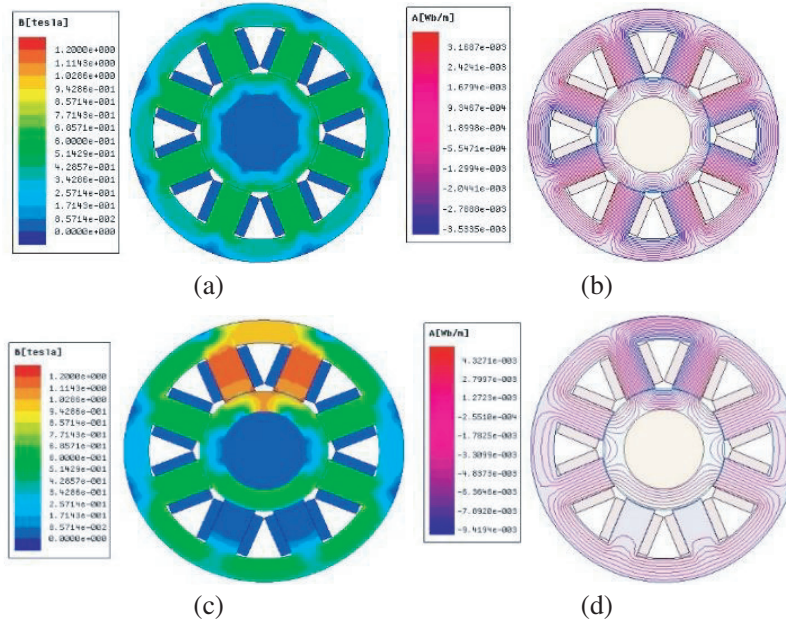 B[tesla]
1.2000e+000
1.1143e+000
1.0286e+000
9.4286e-001
8.5714e-001
7.7143e-001
6.8571e-001
6.0000e-001
5.1429e-001
4.2857e-001
3.4286e-001
2.5714e-001
1.7143e-001
8.5714e-002
0.0000e+000
A[Wb/m]
3.1687e-003
2.4241e-003
1.6794e-003
9.3467e-004
1.8998e-004
-5.5471e-004
-1.2994e-003
-2.0441e-003
-2.7888e-003
-3.5335e-003
(a)
(b)
B[tesla]
1.2000e+000
1.1143e+000
1.0286e+000
9.4286e-001
8.5714e-001
7.7143e-001
6.8571e-001
6.0000e-001
5.1429e-001
4.2857e-001
3.4286e-001
2.5714e-001
1.7143e-001
8.5714e-002
0.0000e+000
A[Wb/m]
4.3271e-003
2.7997e-003
1.2723e-003
-2.5510e-004
-1.7825e-003
-3.3099e-003
-4.8373e-003
-6.3646e-003
-7.8920e-003
-9.4194e-003
(c)
(d)